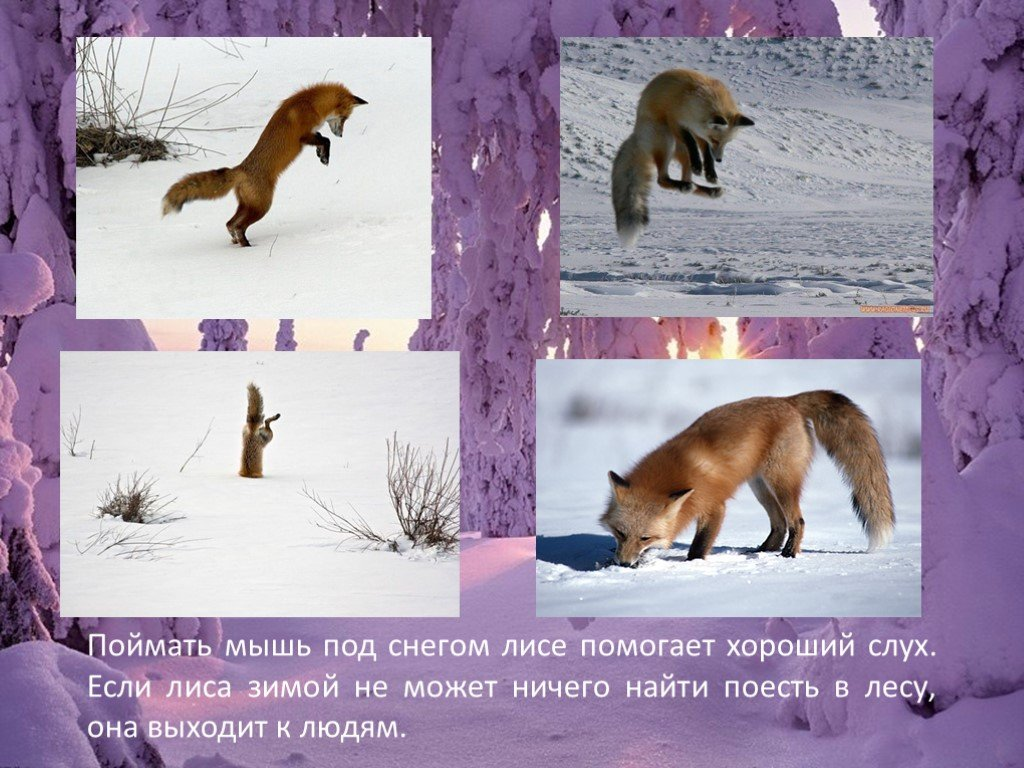 Поймать мышь под снегом лисе помогает хороший слух.
Если лиса зимой не может ничего найти поесть в лесу,
она выходит к людям.